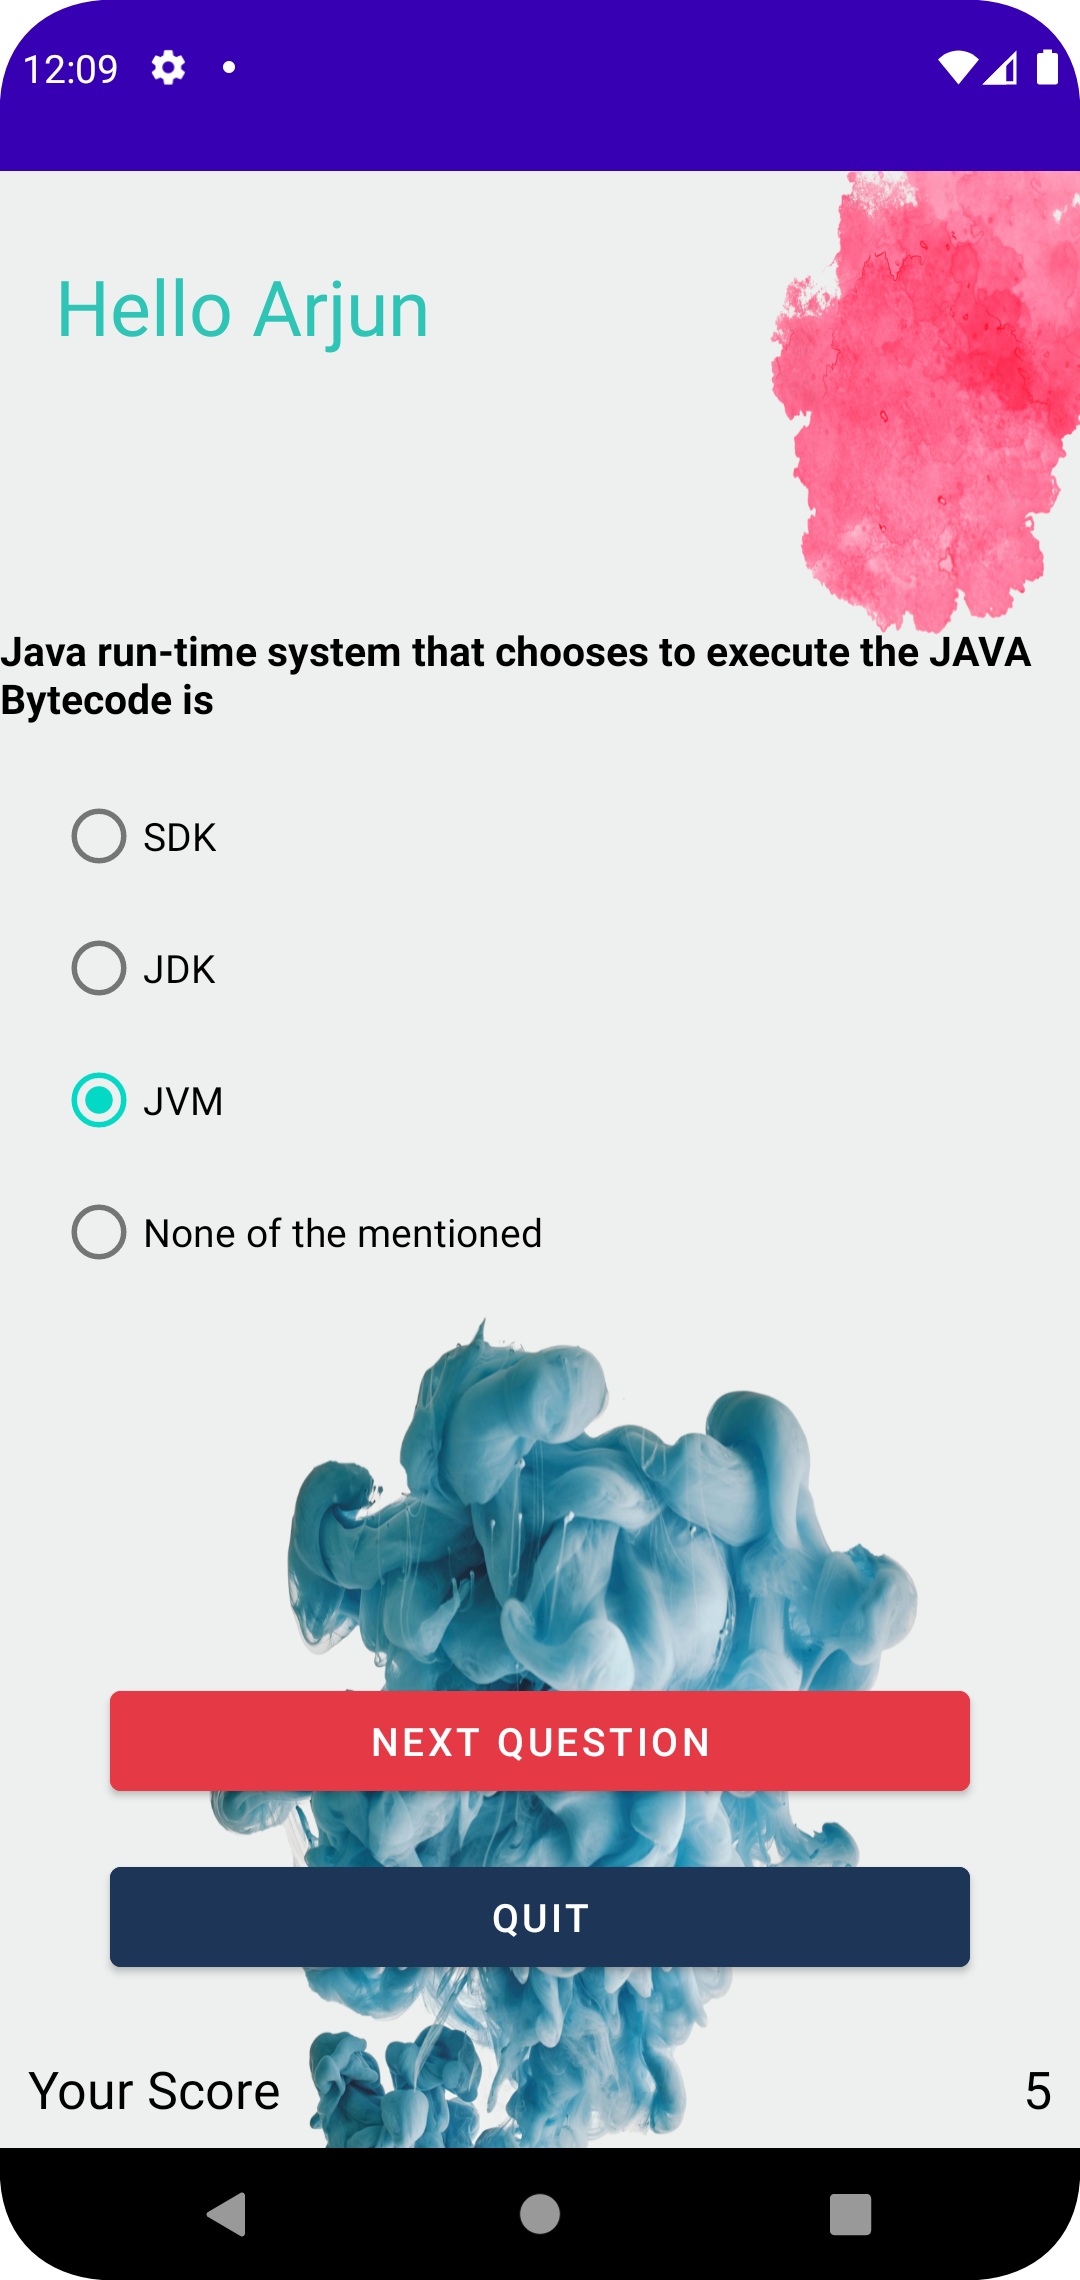 12:09
Hello Arjun
Java run-time system that chooses to execute the JAVA
Bytecode is
SDK
JDK
JVM
None of the mentioned
NEXT QUESTION
QUIT
Your Score 5